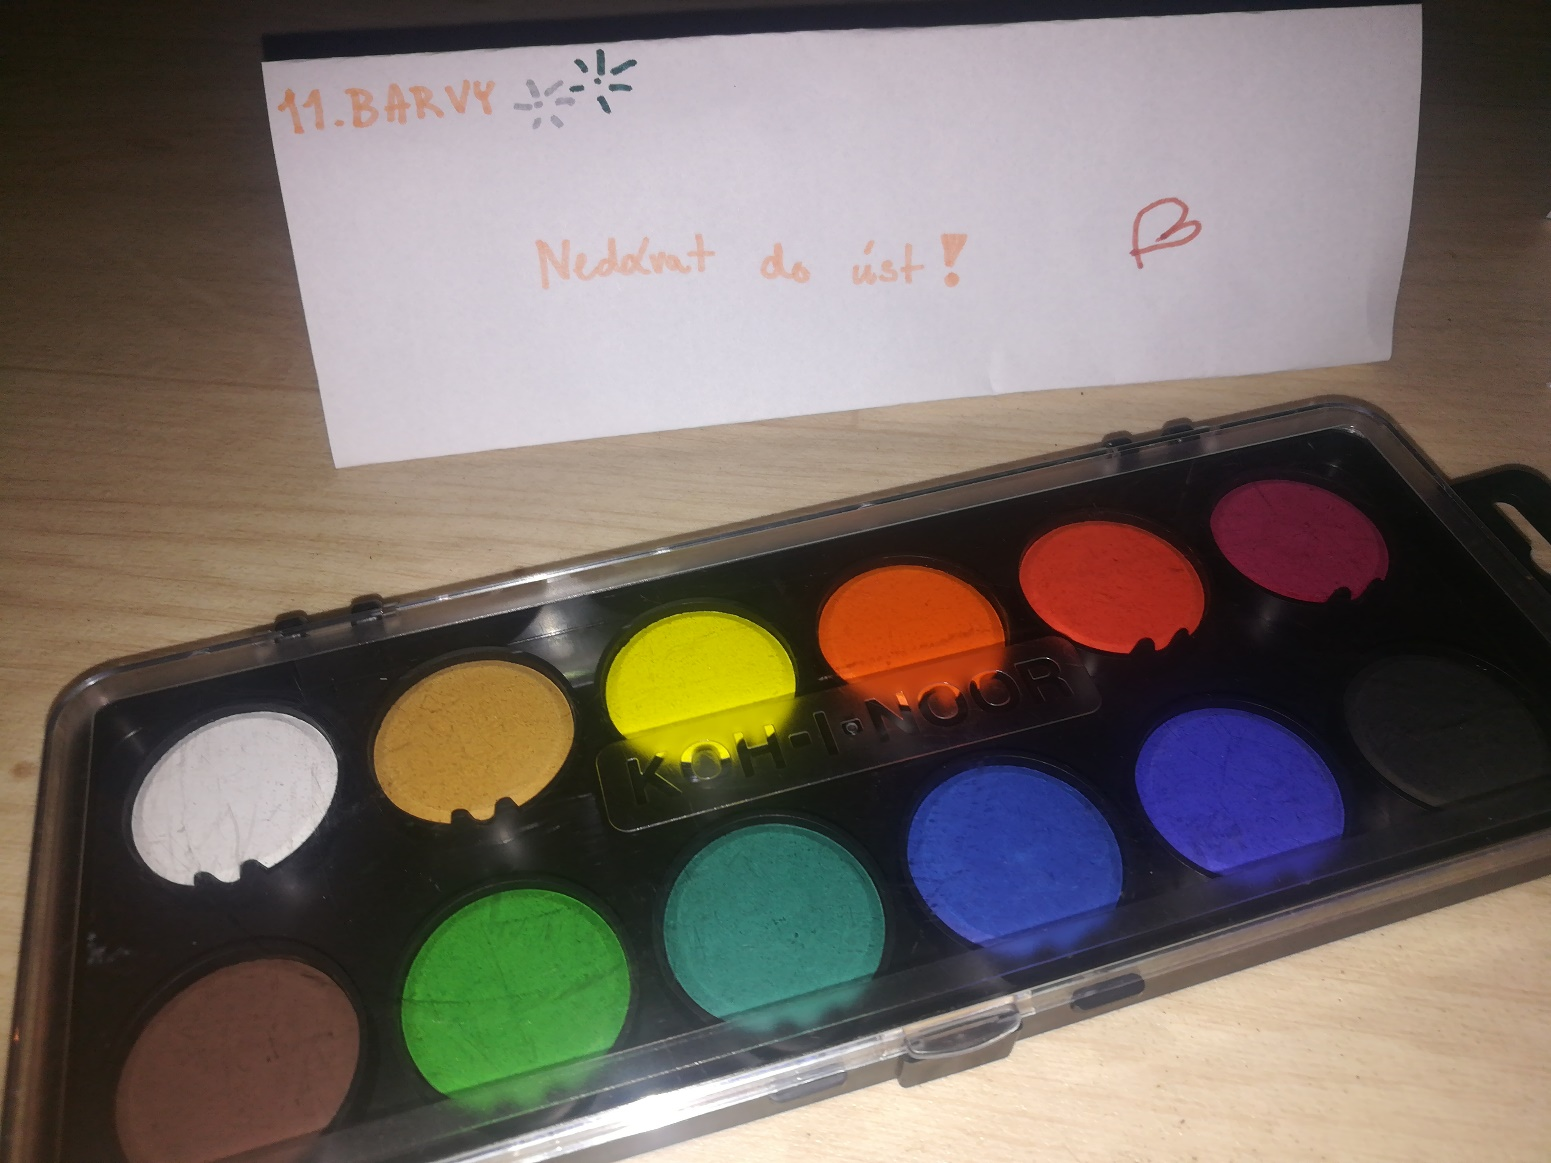 11. BARVY
Nedávat do úst!
KOH-I-NOOR